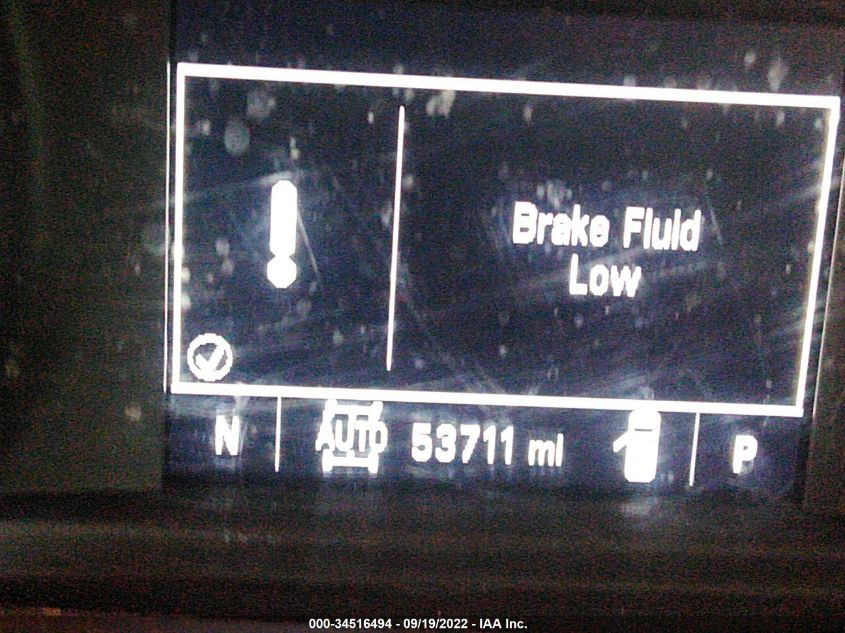 Brake Fluid
Low
N AUTO 53711 mi P
000-34516494 - 09/19/2022 - IAA Inc.